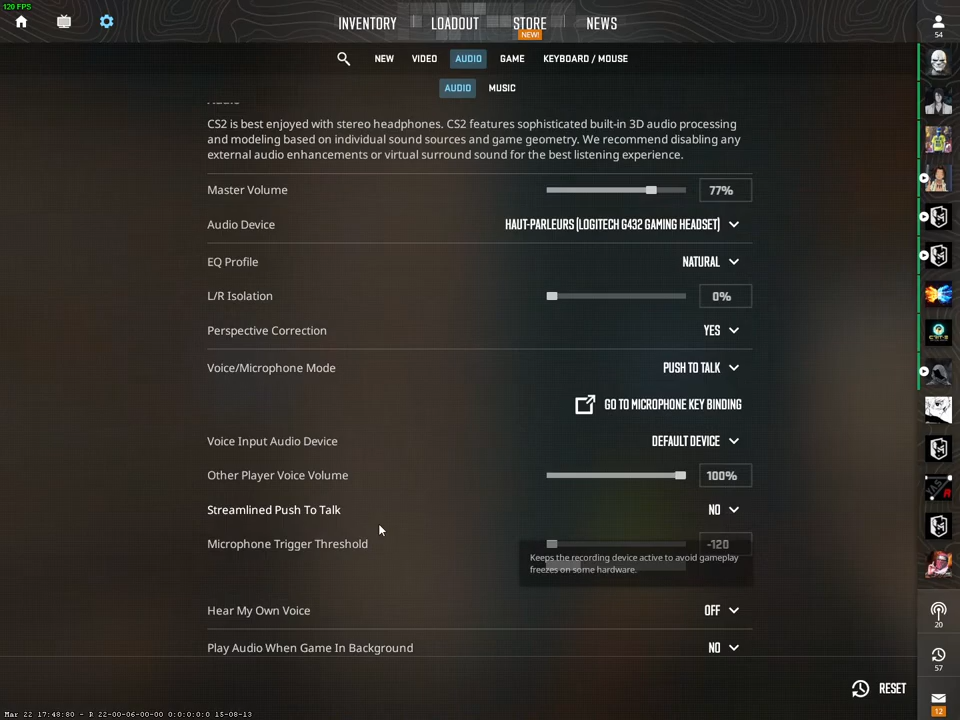 120 FPS
INVENTORY
LOADOUT
STORE
NEWS
NEW!
54
NEW
VIDEO
AUDIO
GAME
KEYBOARD / MOUSE
AUDIO
MUSIC
Audio
CS2 is best enjoyed with stereo headphones. CS2 features sophisticated built-in 3D audio processing
and modeling based on individual sound sources and game geometry. We recommend disabling any
external audio enhancements or virtual surround sound for the best listening experience.
Master Volume
77%
Audio Device
HAUT-PARLEURS (LOGITECH G432 GAMING HEADSET)
EQ Profile
NATURAL
L/R Isolation
0%
Perspective Correction
YES
Voice/Microphone Mode
PUSH TO TALK
GO TO MICROPHONE KEY BINDING
Voice Input Audio Device
DEFAULT DEVICE
Other Player Voice Volume
100%
Streamlined Push To Talk
NO
Microphone Trigger Threshold
-120
Keeps the recording device active to avoid gameplay
freezes on some hardware.
Hear My Own Voice
OFF
20
Play Audio When Game In Background
NO
57
RESET
12